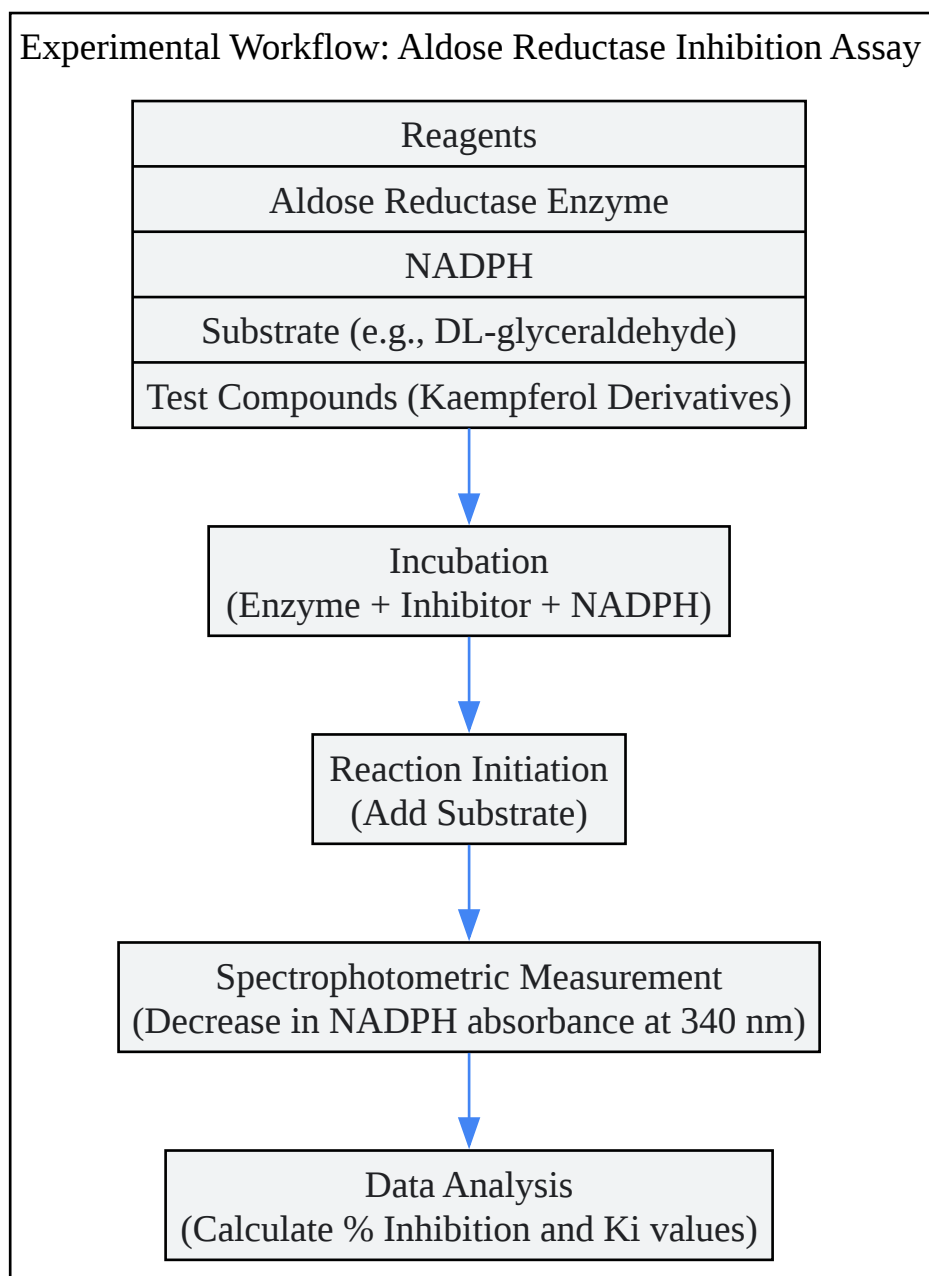 Experimental Workflow: Aldose Reductase Inhibition Assay
Reagents
Aldose Reductase Enzyme
NADPH
Substrate (e.g., DL-glyceraldehyde)
Test Compounds (Kaempferol Derivatives)
Incubation
(Enzyme + Inhibitor + NADPH)
Reaction Initiation
(Add Substrate)
Spectrophotometric Measurement
(Decrease in NADPH absorbance at 340 nm)
Data Analysis
(Calculate % Inhibition and Ki values)